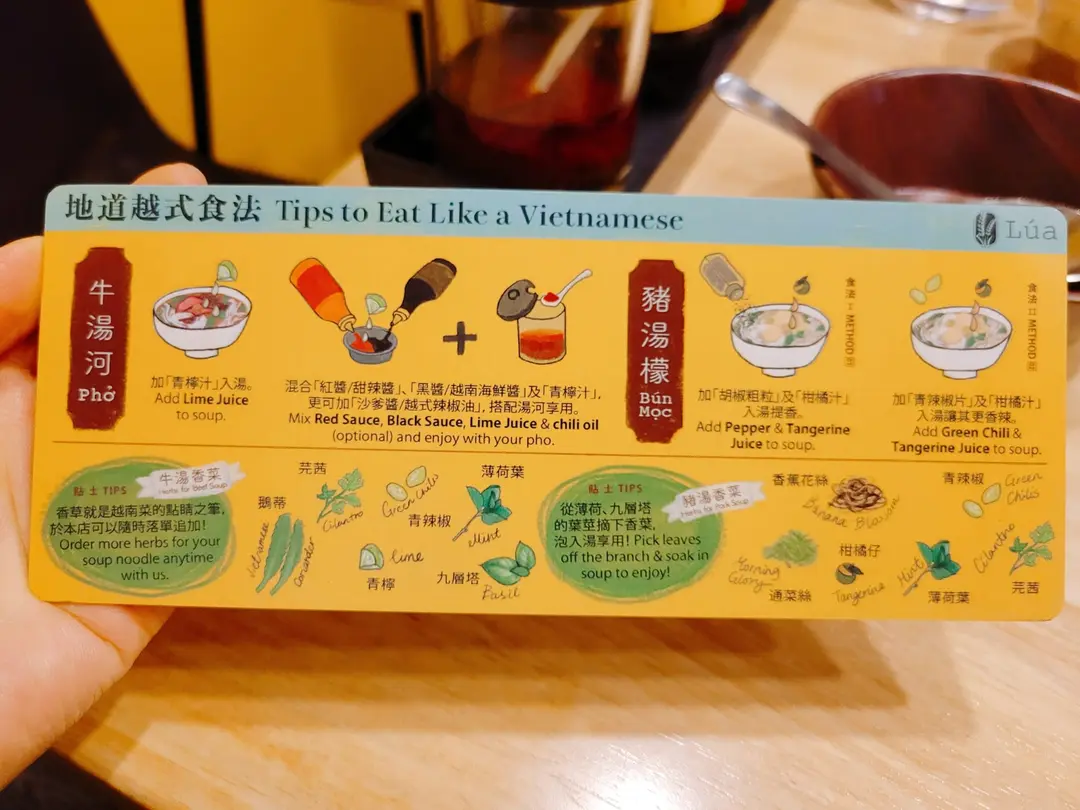 地道越式食法 Tips to Eat Like a Vietnamese
Lúa
牛湯河
Phở
加「青檸汁」入湯。
Add Lime Juice
to soup.
混合「紅醬/甜辣醬」、「黑醬/越南海鮮醬」及「青檸汁」,
更可加「沙爹醬/越式辣椒油」, 搭配湯河享用。
Mix Red Sauce, Black Sauce, Lime Juice & chili oil
(optional) and enjoy with your pho.
豬湯檬
Bún
Mọc
食法 I METHOD
加「胡椒粗粒」及「柑橘汁」
入湯提香。
Add Pepper & Tangerine
Juice to soup.
食法 II METHOD
加「青辣椒片」及「柑橘汁」
入湯讓其更香辣。
Add Green Chili &
Tangerine Juice to soup.
貼士 TIPS
牛湯香菜
Herbs for Beef Soup
香草就是越南菜的點睛之筆,
於本店可以隨時落單追加!
Order more herbs for your
soup noodle anytime
with us.
鵝蒂
Vietnamese
Coriander
芫茜
Cilantro
Green Chilis
青辣椒
薄荷葉
Mint
lime
青檸
九層塔
Basil
貼士 TIPS
豬湯香菜
Herbs for Pork Soup
從薄荷、九層塔
的葉莖摘下香葉,
泡入湯享用! Pick leaves
off the branch & soak in
soup to enjoy!
香蕉花絲
Banana Blossom
青辣椒
Green
Chilis
Morning
Glory
通菜絲
柑橘仔
Tangerine
Mint
薄荷葉
Cilantro
芫茜